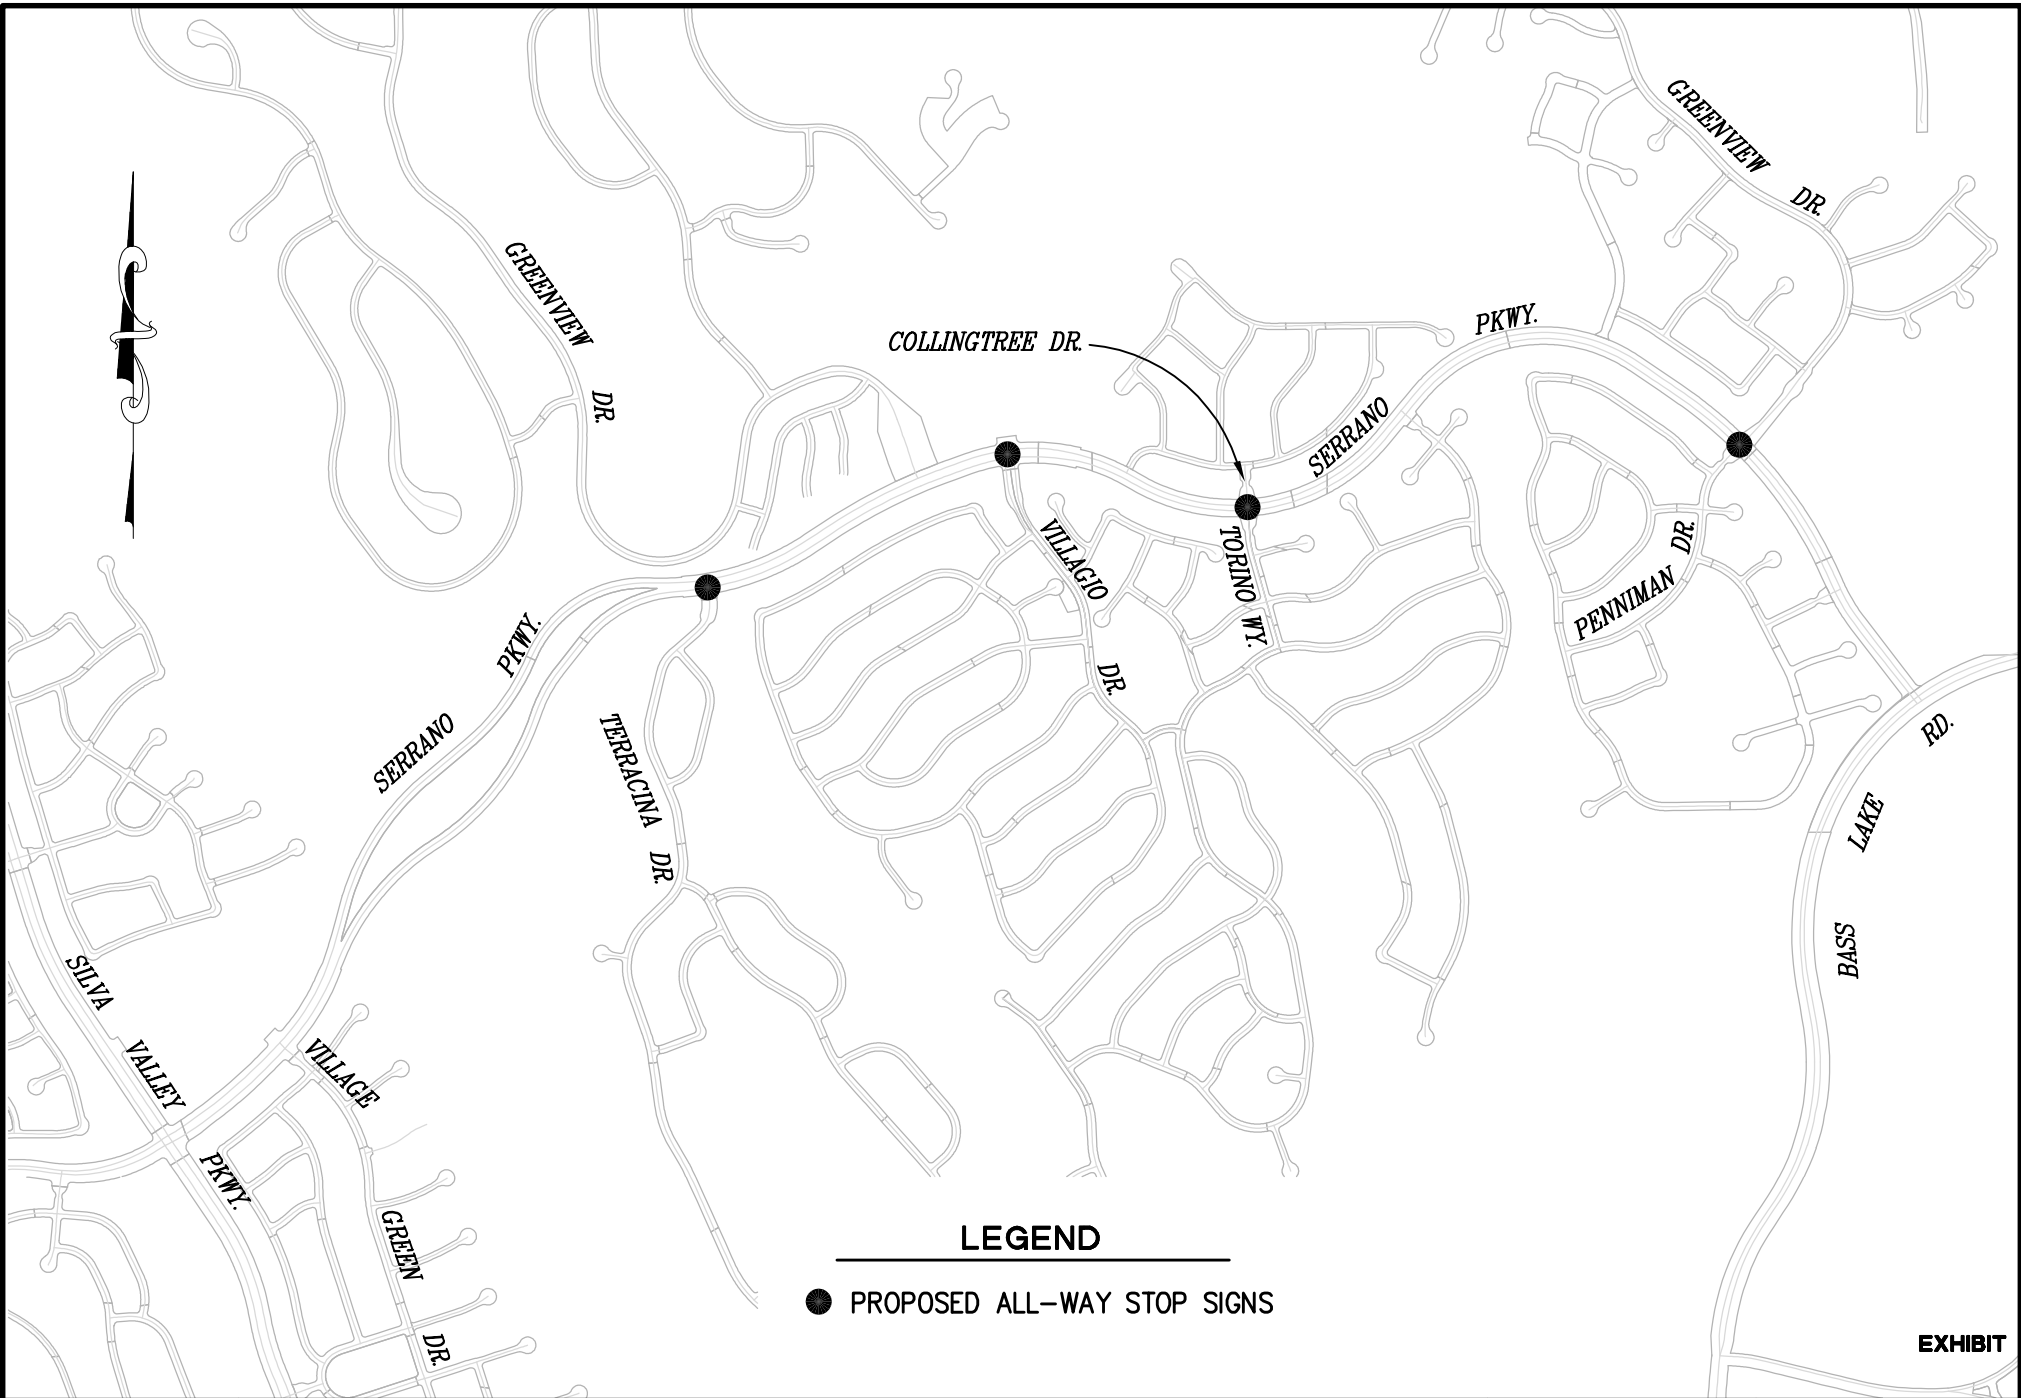 GREENVIEW
DR.
GREENVIEW
DR.
COLLINGTREE DR.
PKWY.
SERRANO
VILLAGIO
DR.
TORINO WY.
PENNIMAN
DR.
PKWY.
SERRANO
TERRACINA DR.
BASS
LAKE
RD.
SILVA
VALLEY
PKWY.
VILLAGE
GREEN
DR.
LEGEND
PROPOSED ALL-WAY STOP SIGNS
EXHIBIT